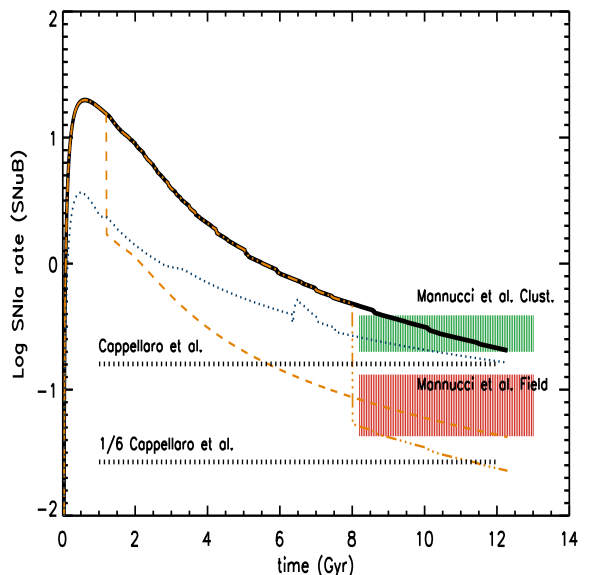 Log SNIa rate (SNuB)
2
1
0
-1
-2
Mannucci et al. Clust.
Cappellaro et al.
Mannucci et al. Field
1/6 Cappellaro et al.
0 2 4 6 8 10 12 14
time (Gyr)